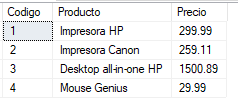 Codigo Producto Precio
1 Impresora HP 299.99
2 Impresora Canon 259.11
3 Desktop all-in-one HP 1500.89
4 Mouse Genius 29.99